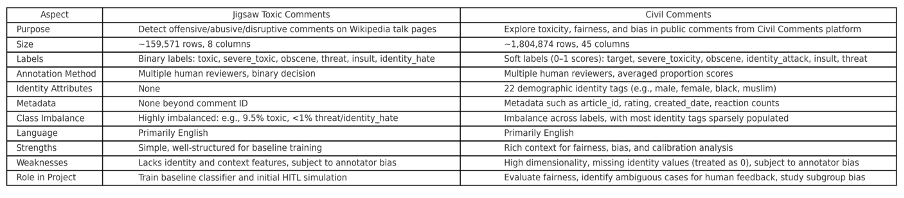 Aspect Jigsaw Toxic Comments Civil Comments
Purpose Detect offensive/abusive/disruptive comments on Wikipedia talk pages Explore toxicity, fairness, and bias in public comments from Civil Comments platform
Size ~159,571 rows, 8 columns ~1,804,874 rows, 45 columns
Labels Binary labels: toxic, severe_toxic, obscene, threat, insult, identity_hate Soft labels (0–1 scores): target, severe_toxicity, obscene, identity_attack, insult, threat
Annotation Method Multiple human reviewers, binary decision Multiple human reviewers, averaged proportion scores
Identity Attributes None 22 demographic identity tags (e.g., male, female, black, muslim)
Metadata None beyond comment ID Metadata such as article_id, rating, created_date, reaction counts
Class Imbalance Highly imbalanced: e.g., 9.5% toxic, <1% threat/identity_hate Imbalance across labels, with most identity tags sparsely populated
Language Primarily English Primarily English
Strengths Simple, well-structured for baseline training Rich context for fairness, bias, and calibration analysis
Weaknesses Lacks identity and context features, subject to annotator bias High dimensionality, missing identity values (treated as 0), subject to annotator bias
Role in Project Train baseline classifier and initial HITL simulation Evaluate fairness, identify ambiguous cases for human feedback, study subgroup bias